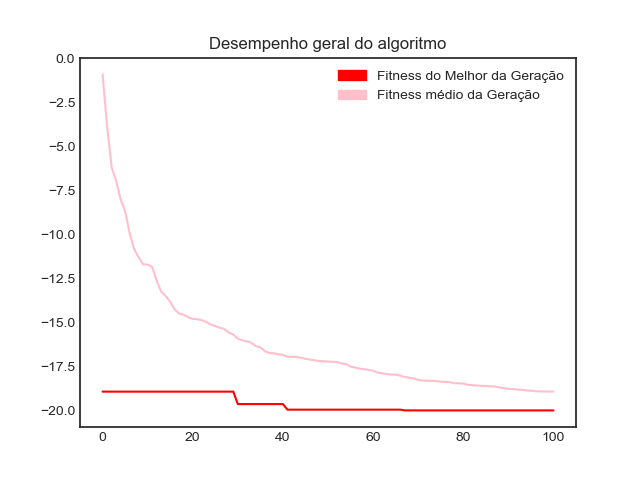 Desempenho geral do algoritmo
Fitness do Melhor da Geração
Fitness médio da Geração
0.0
−2.5
−5.0
−7.5
−10.0
−12.5
−15.0
−17.5
−20.0
0 20 40 60 80 100